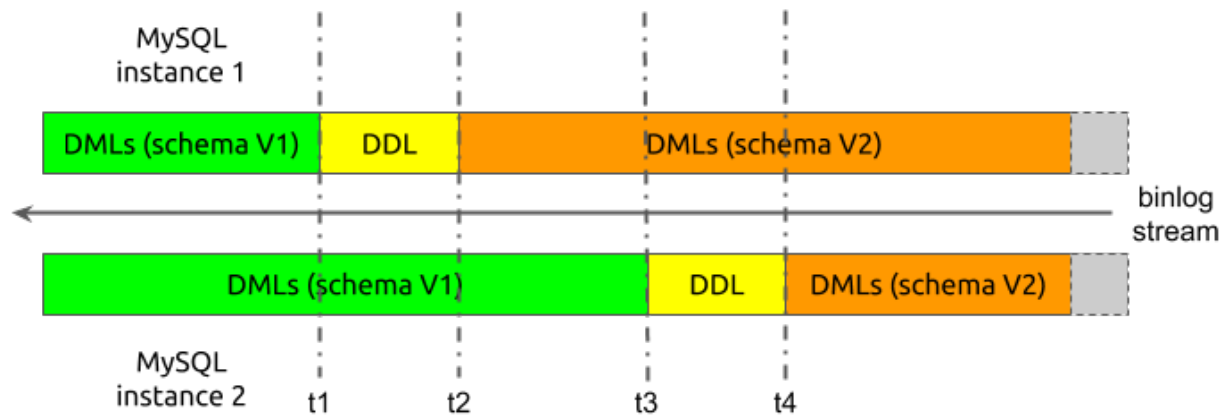 MySQL
instance 1
DMLs (schema V1) DDL DMLs (schema V2)
binlog
stream
DMLs (schema V1) DDL DMLs (schema V2)
MySQL
instance 2
t1 t2 t3 t4